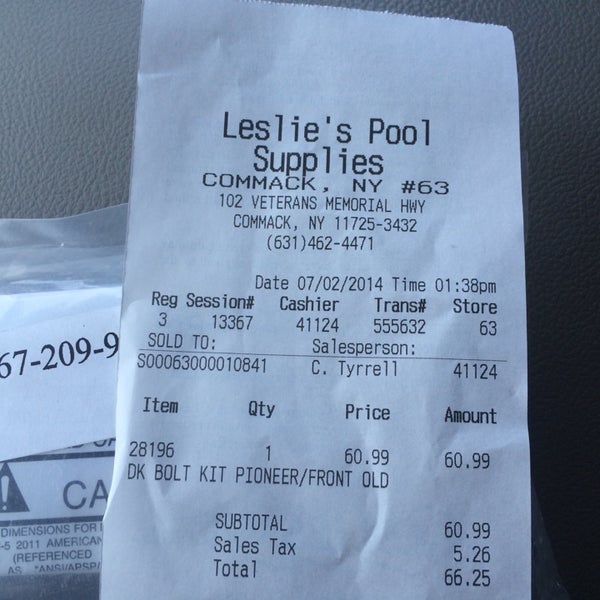 Leslie's Pool
Supplies
COMMACK, NY #63
102 VETERANS MEMORIAL HWY
COMMACK, NY 11725-3432
(631)462-4471
Date 07/02/2014 Time 01:38pm
Reg Session# Cashier Trans# Store
3 13367 41124 555632 63
SOLD TO: Salesperson:
S00063000010841 C. Tyrrell 41124
Item Qty Price Amount
28196 1 60.99 60.99
DK BOLT KIT PIONEER/FRONT OLD
SUBTOTAL 60.99
Sales Tax 5.26
Total 66.25
67-209-9
CA
DIMENSIONS FOR
-5 2011 AMERICAN
(REFERENCED
AS "ANSI/APSP/